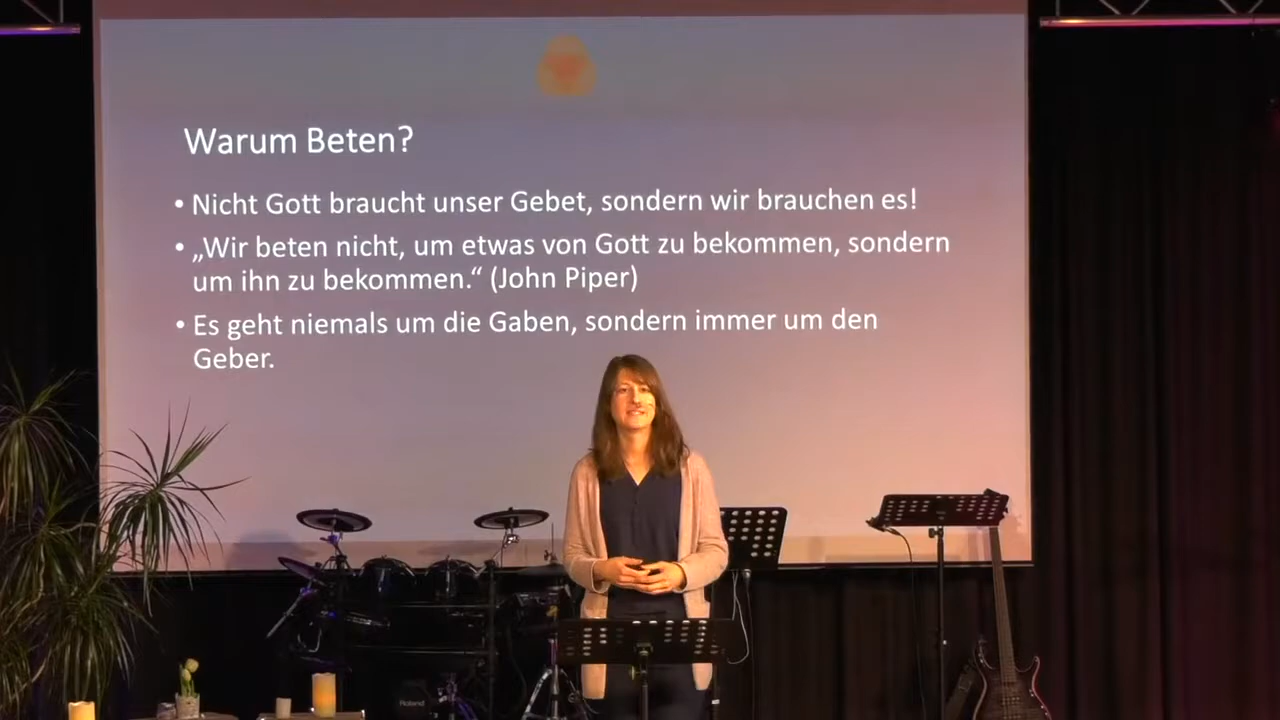 Warum Beten?
• Nicht Gott braucht unser Gebet, sondern wir brauchen es!
• „Wir beten nicht, um etwas von Gott zu bekommen, sondern
um ihn zu bekommen.“ (John Piper)
• Es geht niemals um die Gaben, sondern immer um den
Geber.
Roland